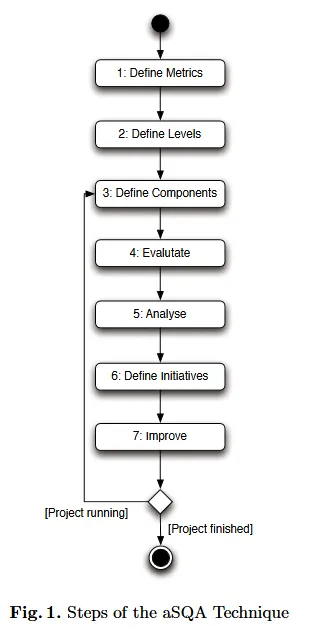 1: Define Metrics
2: Define Levels
3: Define Components
4: Evalutate
5: Analyse
6: Define Initiatives
7: Improve
[Project running]
[Project finished]
Fig. 1. Steps of the aSQA Technique